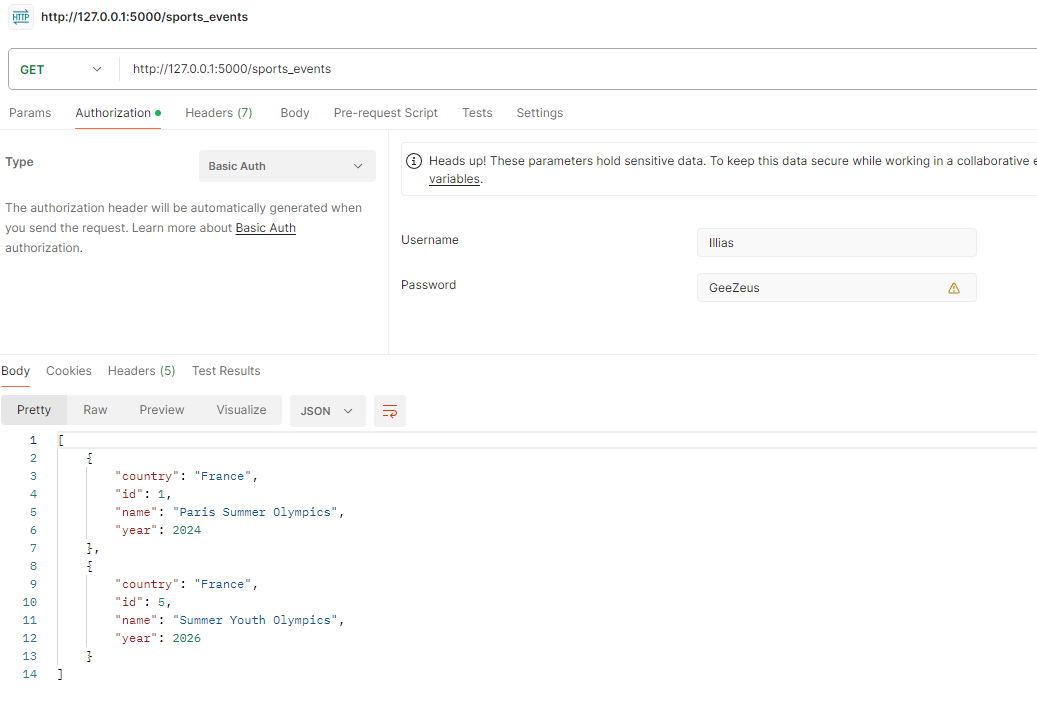 HTTP http://127.0.0.1:5000/sports_events
GET http://127.0.0.1:5000/sports_events
Params Authorization Headers (7) Body Pre-request Script Tests Settings
Type Basic Auth
The authorization header will be automatically generated when
you send the request. Learn more about Basic Auth
authorization.
Heads up! These parameters hold sensitive data. To keep this data secure while working in a collaborative e
variables.
Username Illias
Password GeeZeus
Body Cookies Headers (5) Test Results
Pretty Raw Preview Visualize JSON
1 [
2 {
3 "country": "France",
4 "id": 1,
5 "name": "Paris Summer Olympics",
6 "year": 2024
7 },
8 {
9 "country": "France",
10 "id": 5,
11 "name": "Summer Youth Olympics",
12 "year": 2026
13 }
14 ]